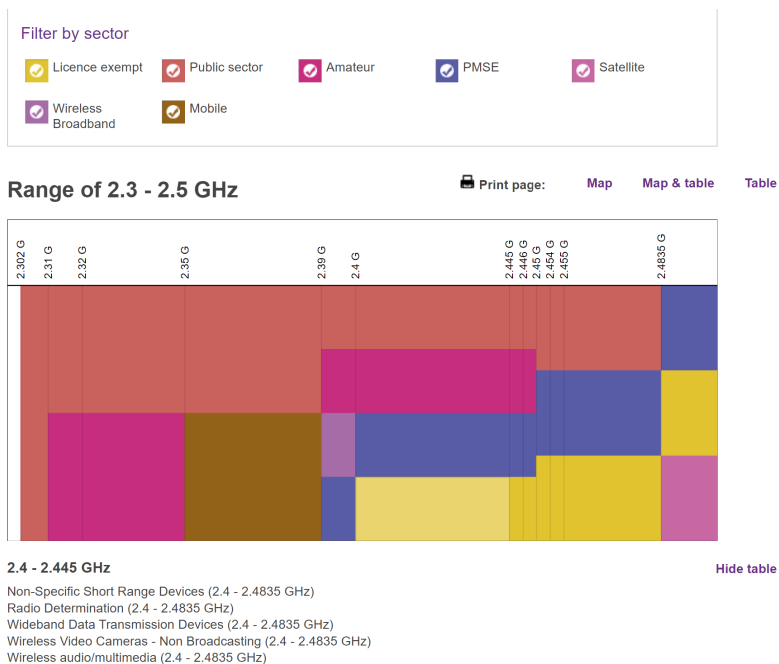 Filter by sector
Licence exempt
Public sector
Amateur
PMSE
Satellite
Wireless
Broadband
Mobile
Range of 2.3 - 2.5 GHz
Print page:
Map
Map & table
Table
2.302 G
2.31 G
2.32 G
2.35 G
2.39 G
2.4 G
2.445 G
2.446 G
2.45 G
2.454 G
2.455 G
2.4835 G
2.4 - 2.445 GHz
Hide table
Non-Specific Short Range Devices (2.4 - 2.4835 GHz)
Radio Determination (2.4 - 2.4835 GHz)
Wideband Data Transmission Devices (2.4 - 2.4835 GHz)
Wireless Video Cameras - Non Broadcasting (2.4 - 2.4835 GHz)
Wireless audio/multimedia (2.4 - 2.4835 GHz)